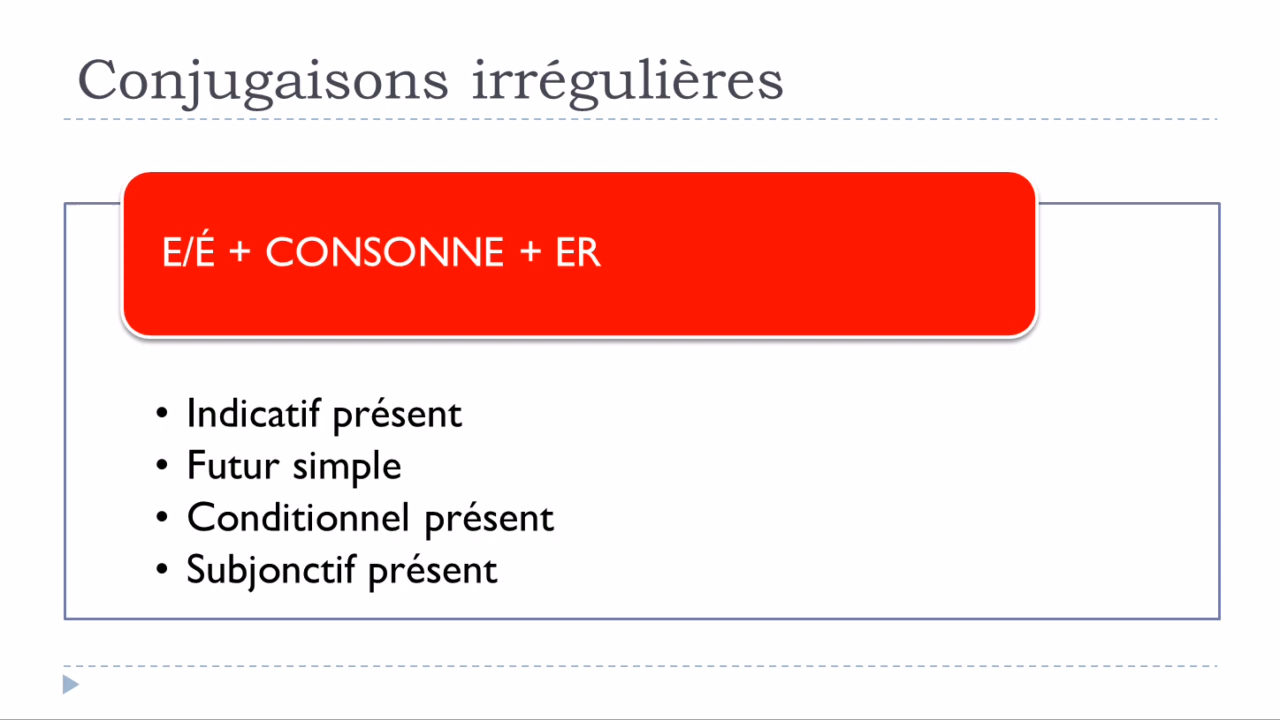 Conjugaisons irrégulières
E/É + CONSONNE + ER
• Indicatif présent
• Futur simple
• Conditionnel présent
• Subjonctif présent